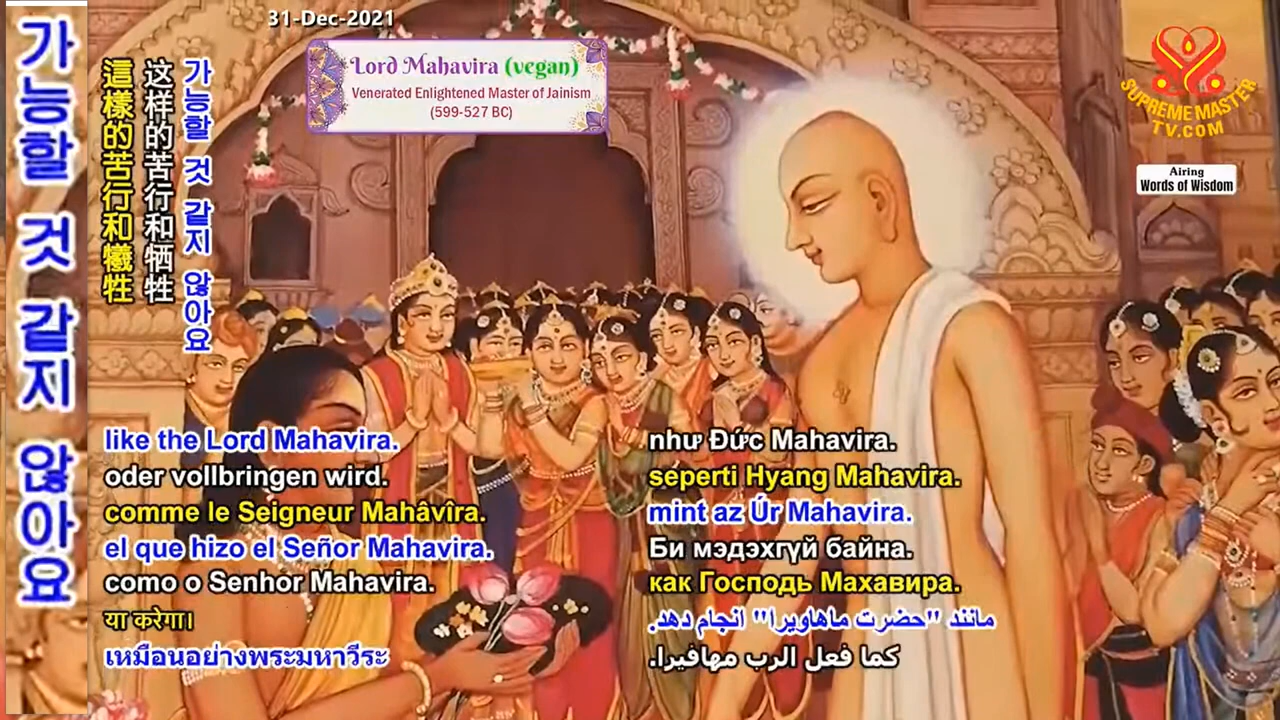 31-Dec-2021
Lord Mahavira (vegan)
Venerated Enlightened Master of Jainism
(599-527 BC)
SUPREME MASTER
TV.COM
Airing
Words of Wisdom
가능할 것 같지 않아요
가능할 것 같지 않아요
这样的苦行和牺牲
這樣的苦行和犧牲
like the Lord Mahavira.
oder vollbringen wird.
comme le Seigneur Mahâvîra.
el que hizo el Señor Mahavira.
como o Senhor Mahavira.
या करेगा।
เหมือนอย่างพระมหาวีระ
như Đức Mahavira.
seperti Hyang Mahavira.
mint az Úr Mahavira.
Би мэдэхгүй байна.
как Господь Махавира.
مانند "حضرت ماهاویرا" انجام دهد.
كما فعل الرب مهافيرا.